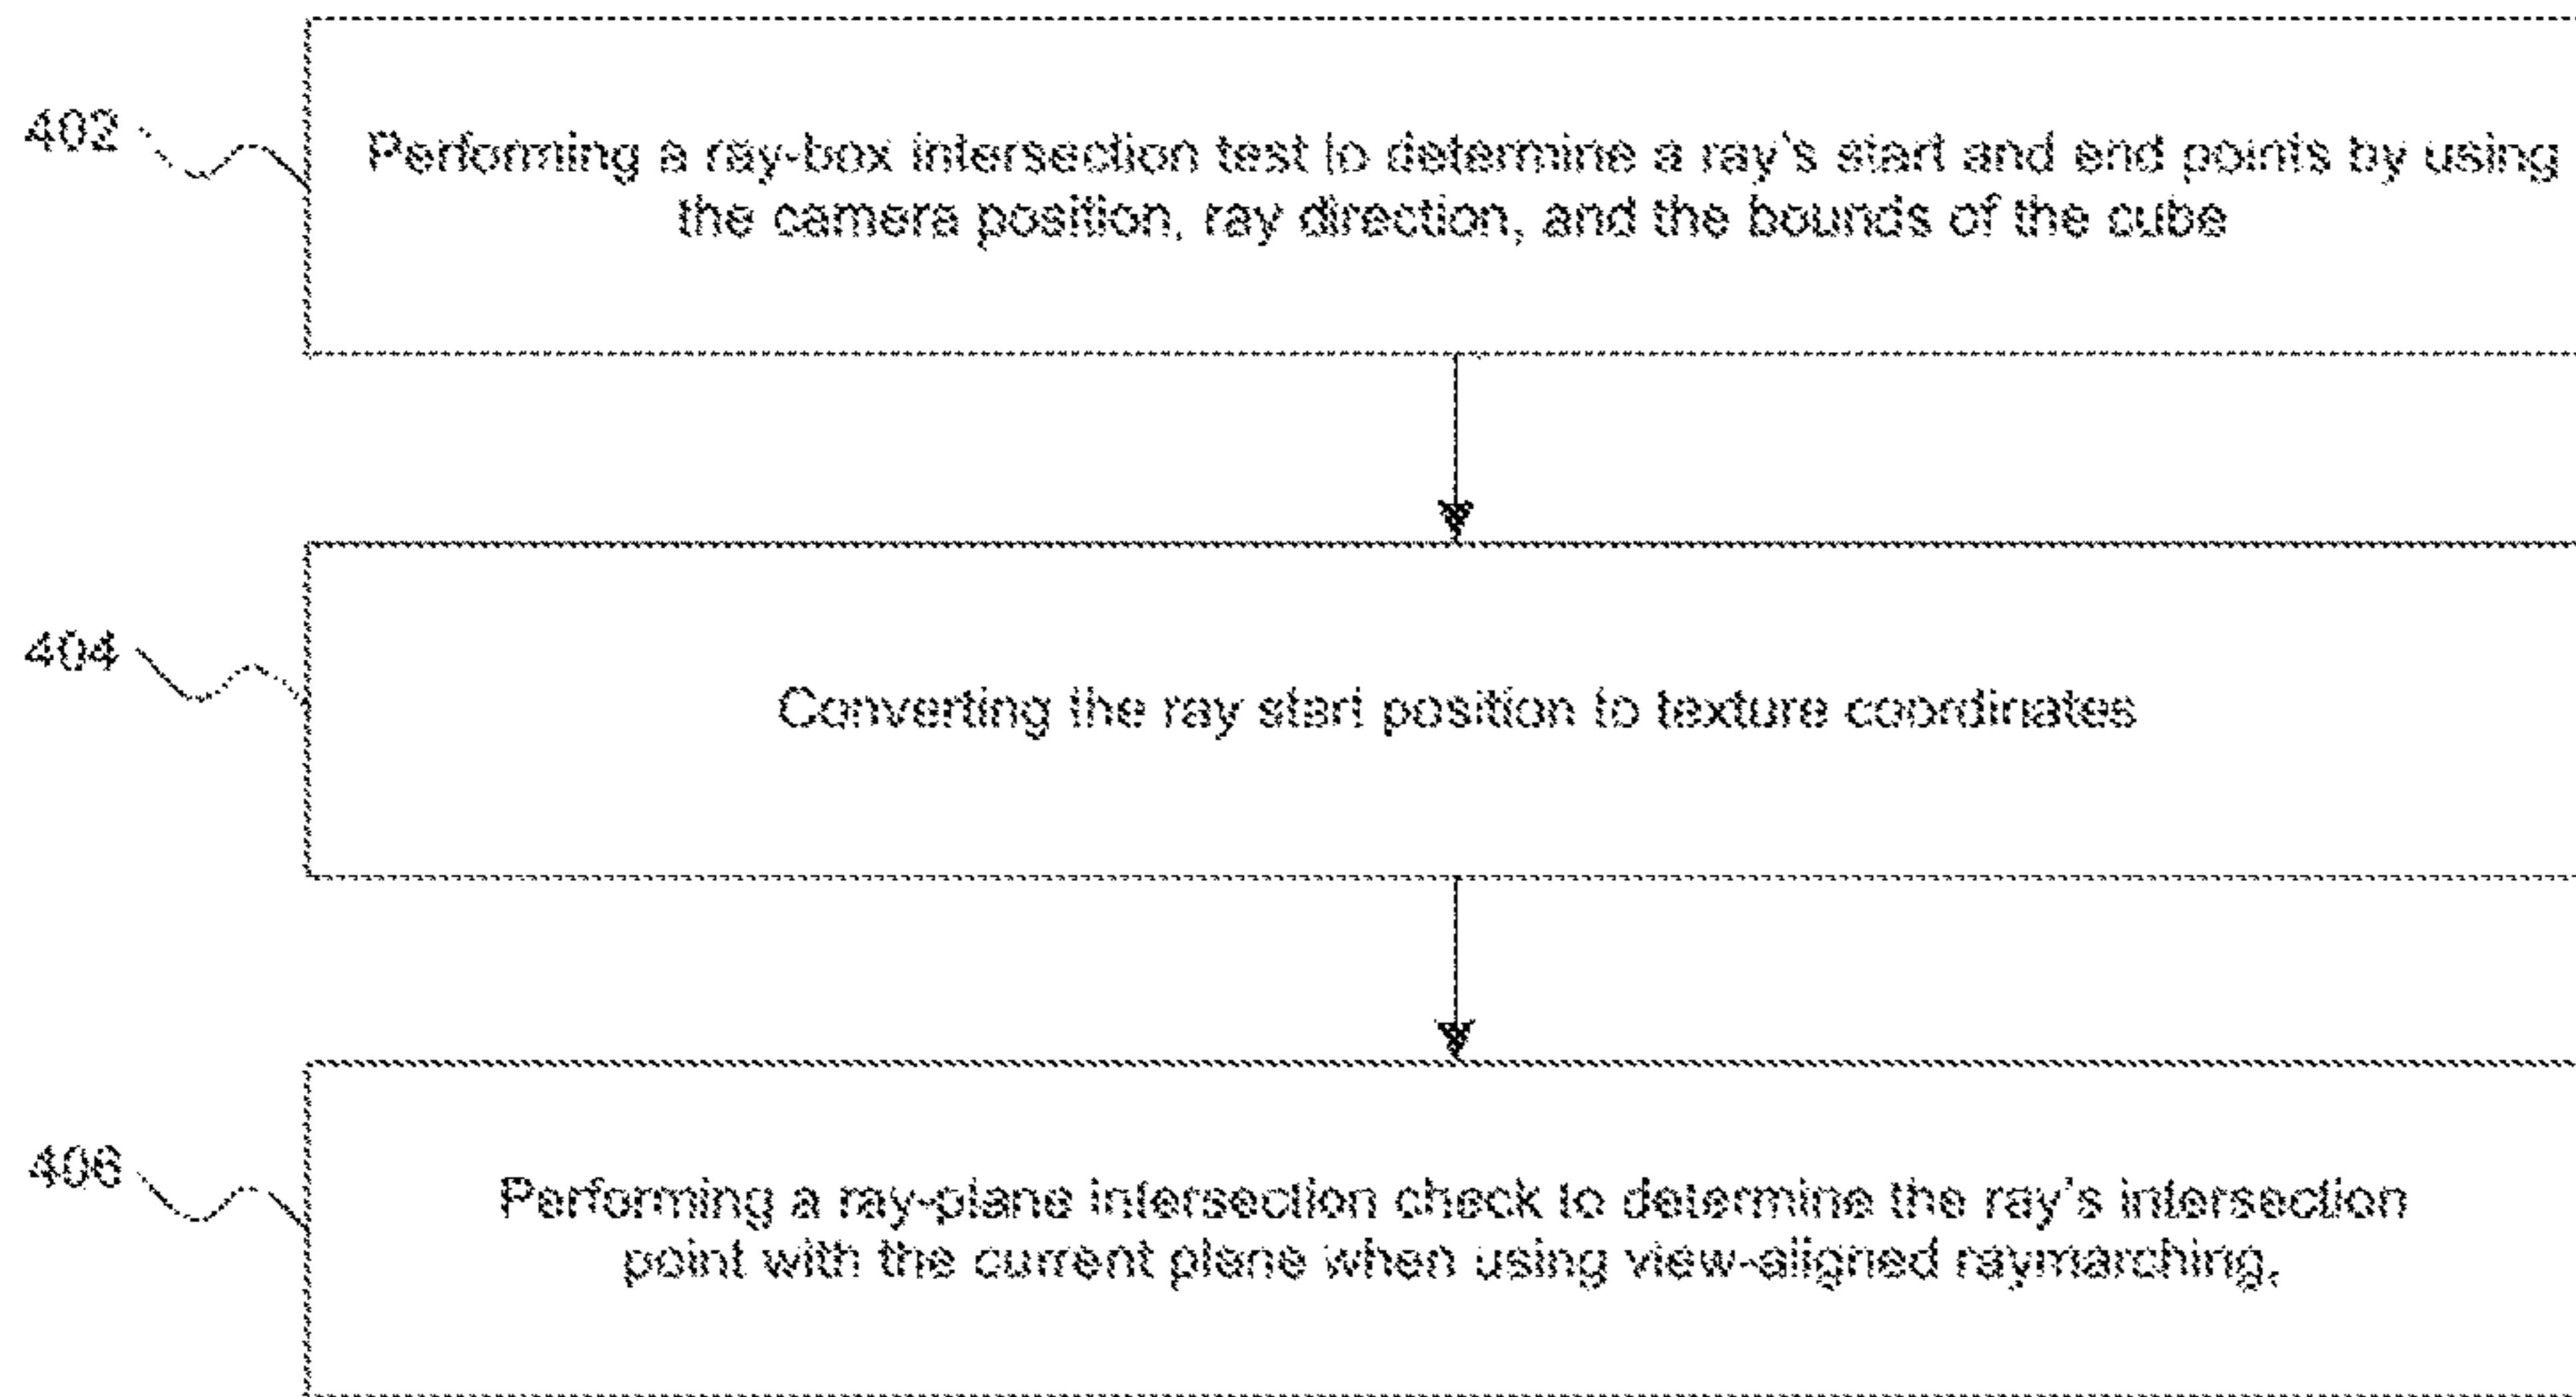 402
Performing a ray-box intersection test to determine a ray's start and end points by using
the camera position, ray direction, and the bounds of the cube
404
Converting the ray start position to texture coordinates
406
Performing a ray-plane intersection check to determine the ray's intersection
point with the current plane when using view-aligned raymarching,